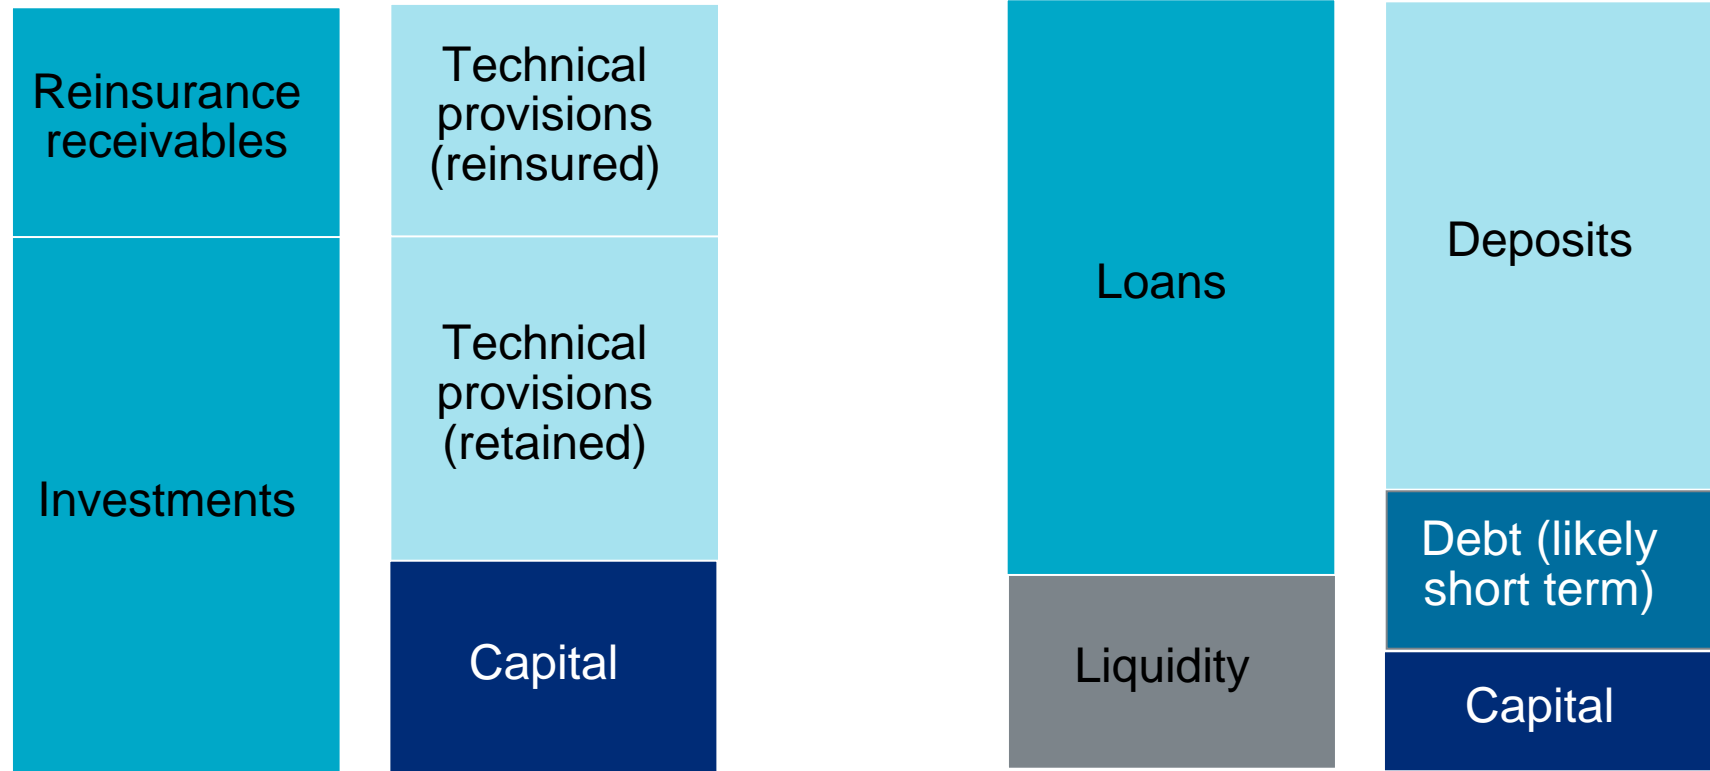 Reinsurance
receivables
Investments
Technical
provisions
(reinsured)
Technical
provisions
(retained)
Capital
Loans
Liquidity
Deposits
Debt (likely
short term)
Capital